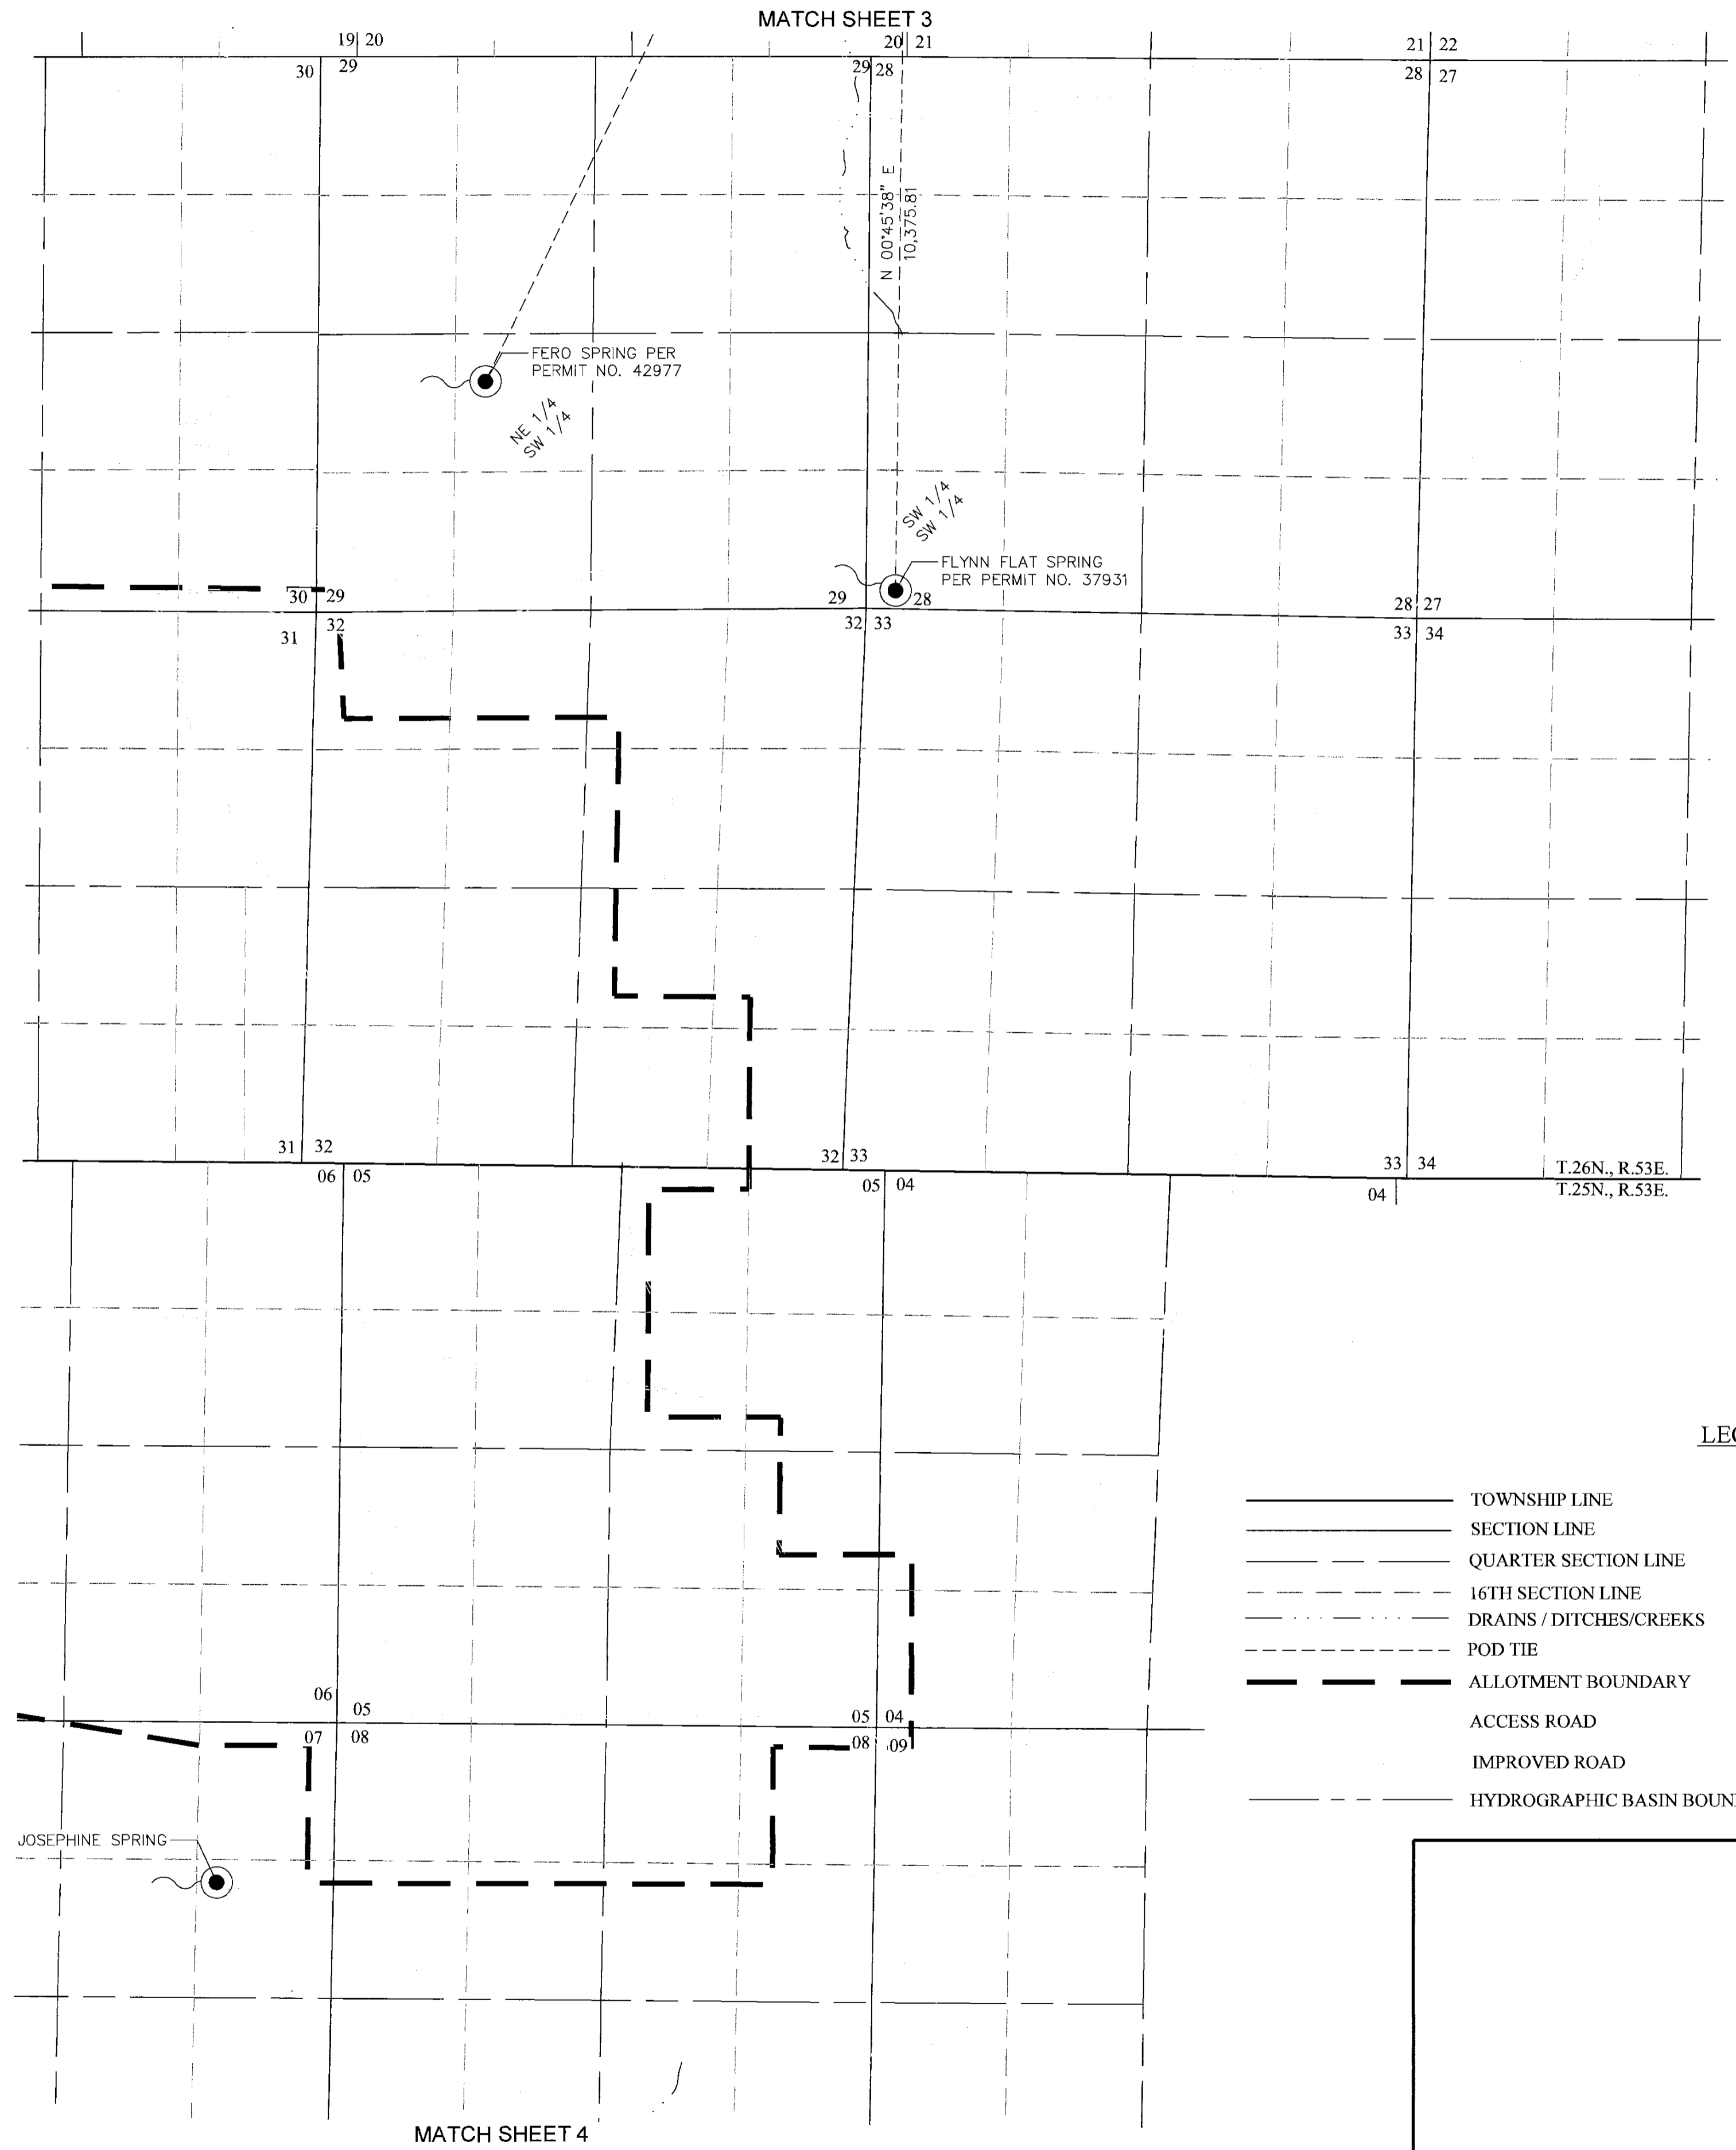 MATCH SHEET 3
19 20
20 21
21 22
30 29
29 28
28 27
N 00°45'38" E
10,375.81
FERO SPRING PER
PERMIT NO. 42977
NE 1/4
SW 1/4
SW 1/4
SW 1/4
FLYNN FLAT SPRING
PER PERMIT NO. 37931
30 29
29 28
28 27
31 32
32 33
33 34
31 32
32 33
33 34
T.26N., R.53E.
06 05
05 04
04
T.25N., R.53E.
LEG
TOWNSHIP LINE
SECTION LINE
QUARTER SECTION LINE
16TH SECTION LINE
DRAINS / DITCHES/CREEKS
POD TIE
ALLOTMENT BOUNDARY
06 05
05 04
ACCESS ROAD
07 08
08 09
IMPROVED ROAD
HYDROGRAPHIC BASIN BOUN
JOSEPHINE SPRING
MATCH SHEET 4